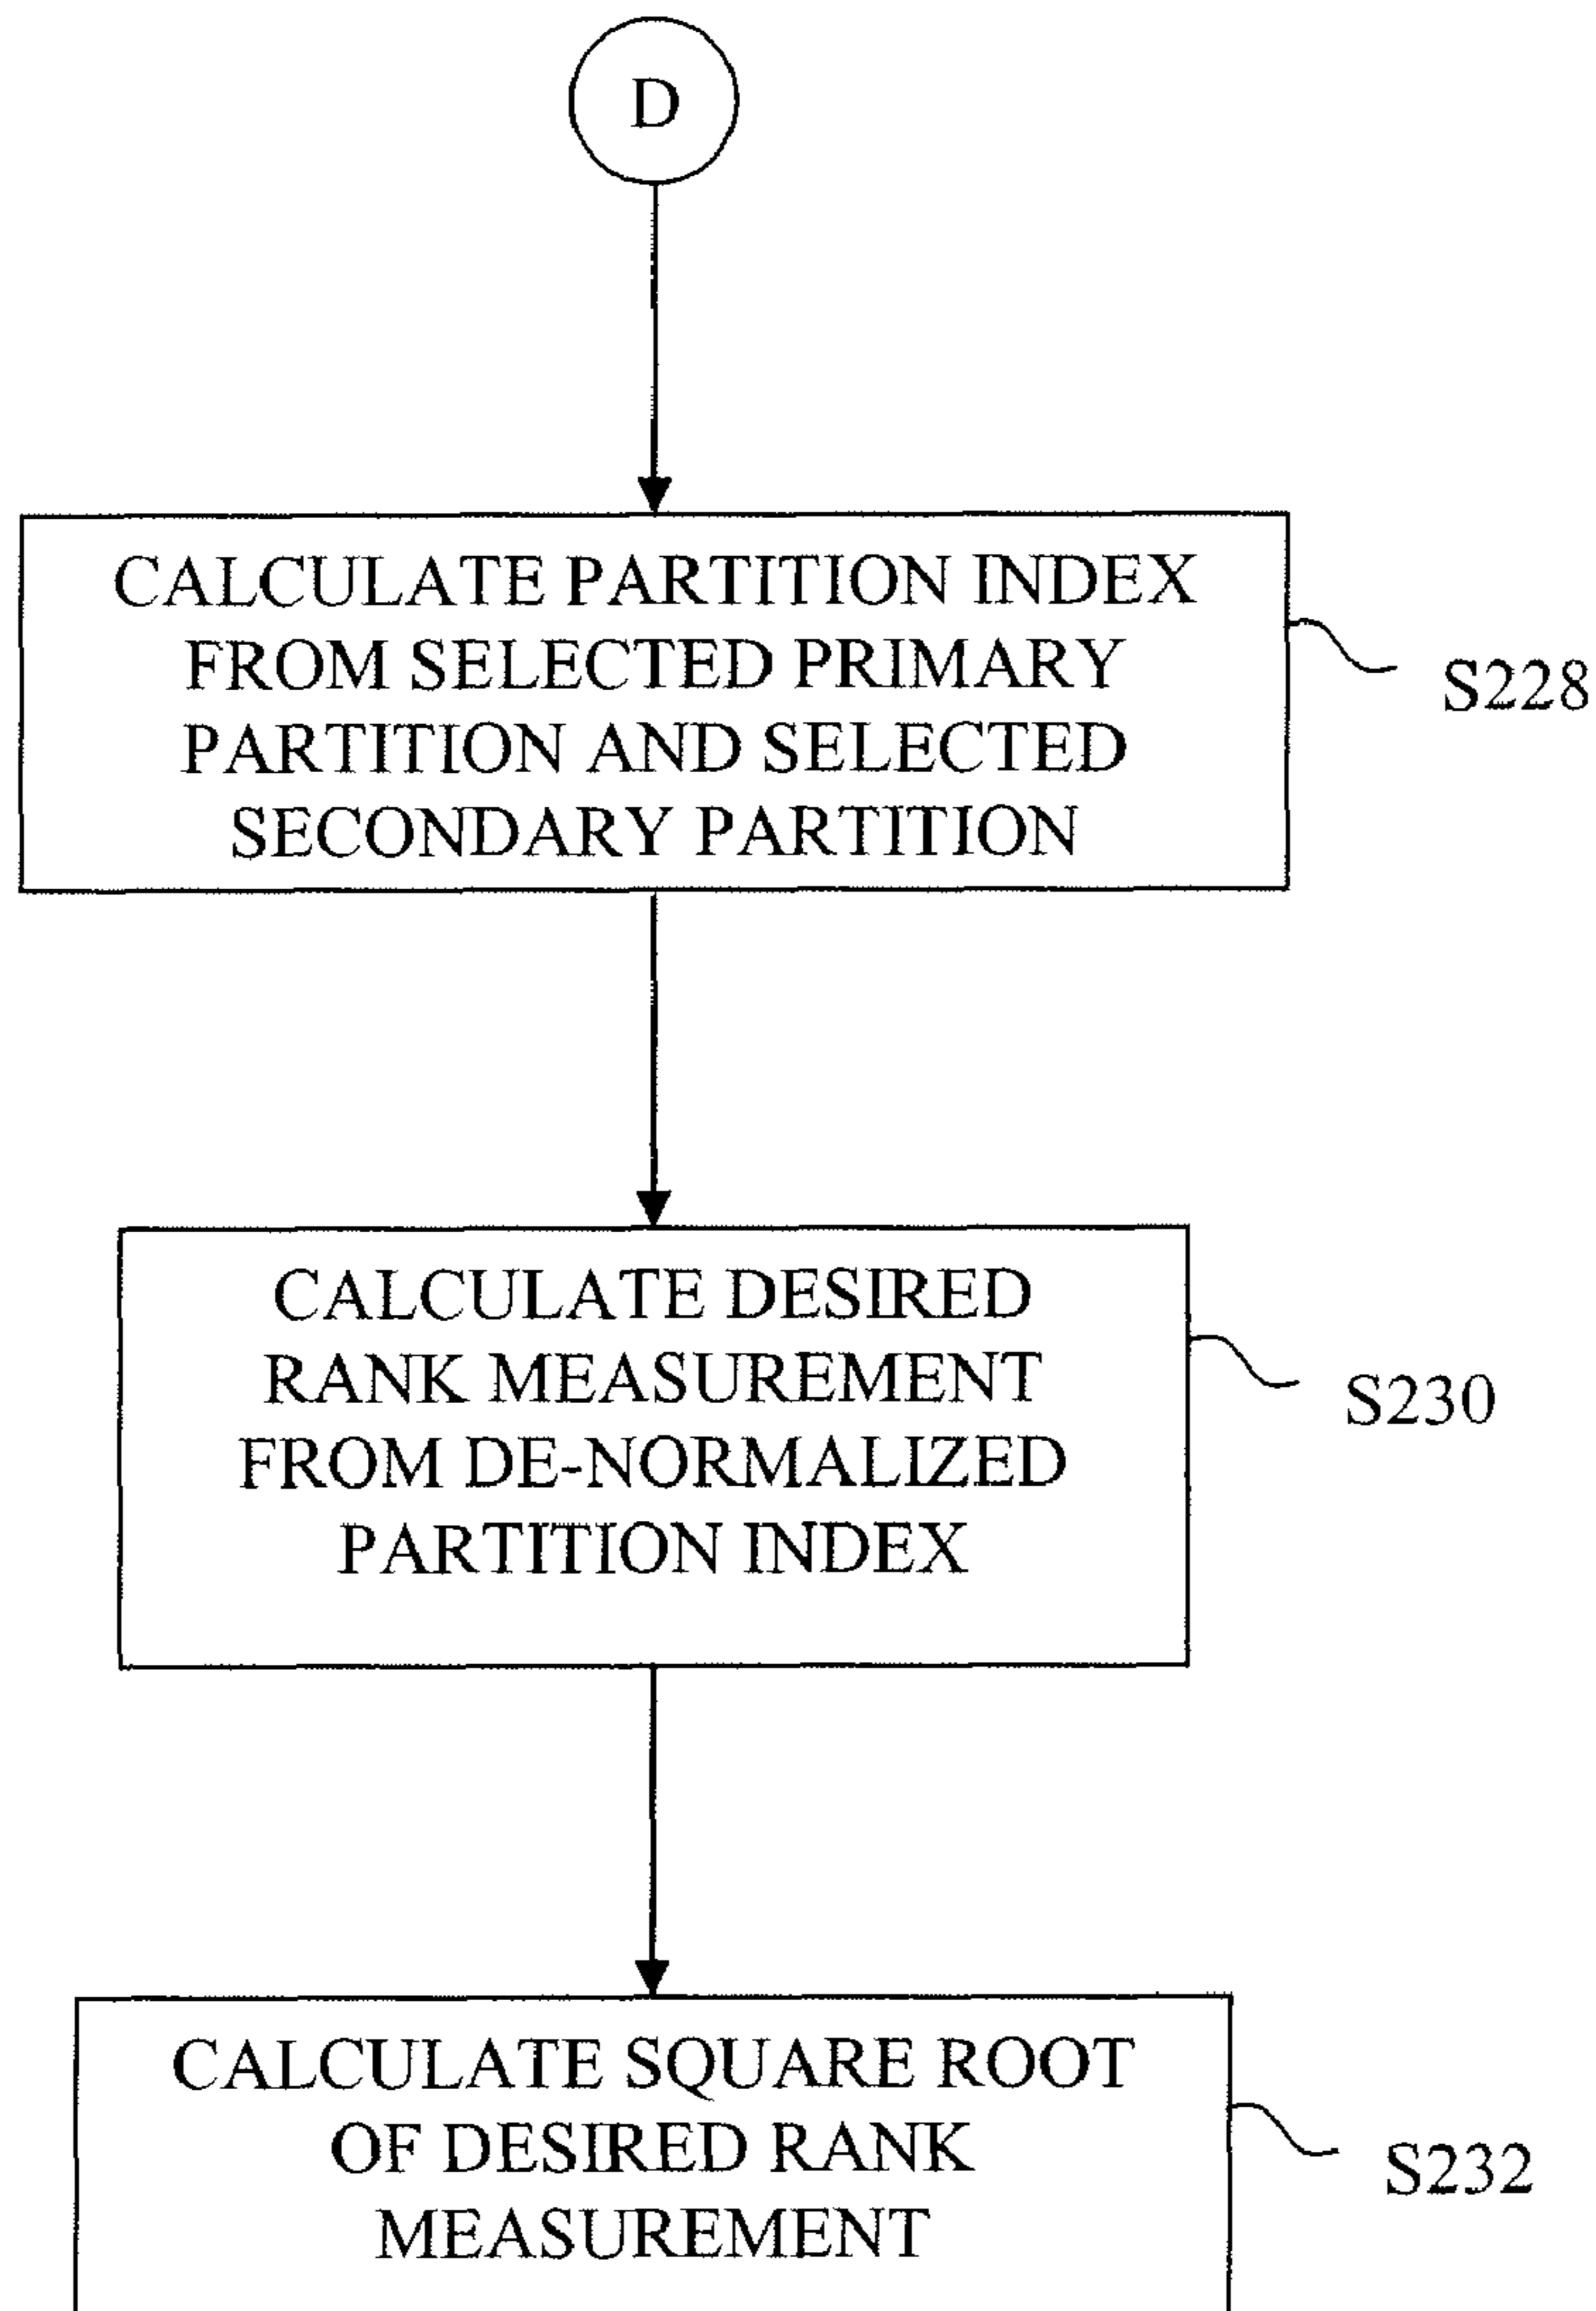 D
CALCULATE PARTITION INDEX
FROM SELECTED PRIMARY
PARTITION AND SELECTED
SECONDARY PARTITION
S228
CALCULATE DESIRED
RANK MEASUREMENT
FROM DE-NORMALIZED
PARTITION INDEX
S230
CALCULATE SQUARE ROOT
OF DESIRED RANK
MEASUREMENT
S232